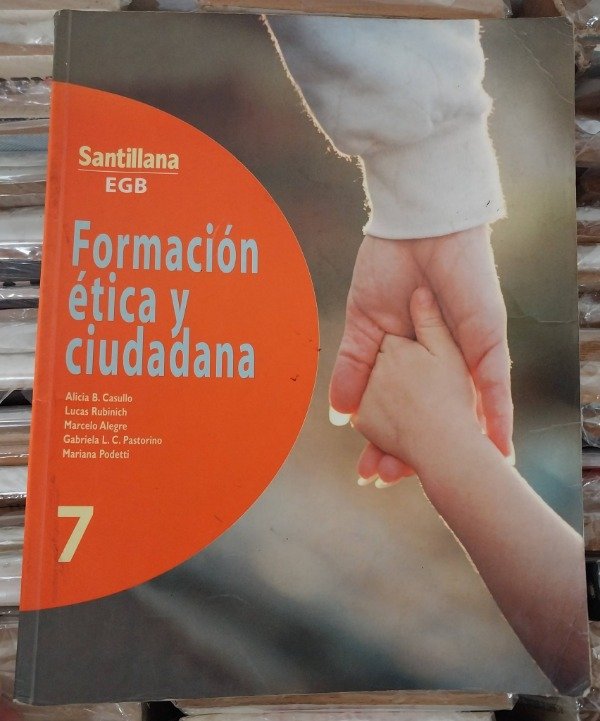 Santillana
EGB
Formación
ética y
ciudadana
Alicia B. Casullo
Lucas Rubinich
Marcelo Alegre
Gabriela L. C. Pastorino
Mariana Podetti
7